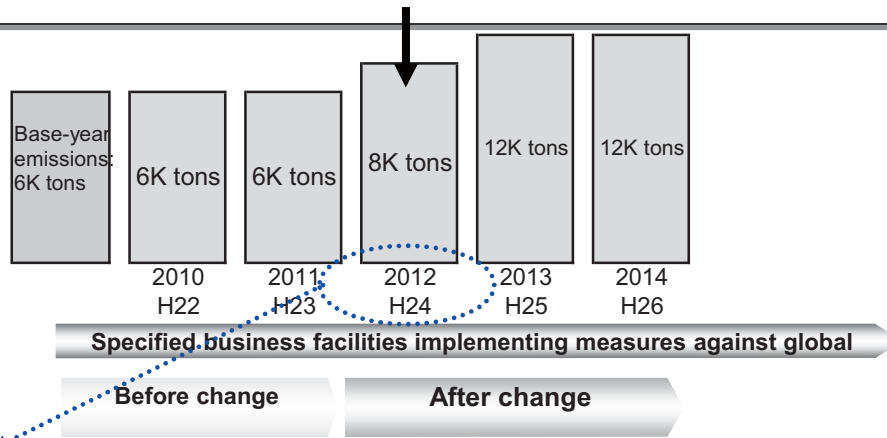 Base-year
emissions:
6K tons
6K tons
6K tons
8K tons
12K tons
12K tons
2010
H22
2011
H23
2012
H24
2013
H25
2014
H26
Specified business facilities implementing measures against global
Before change
After change